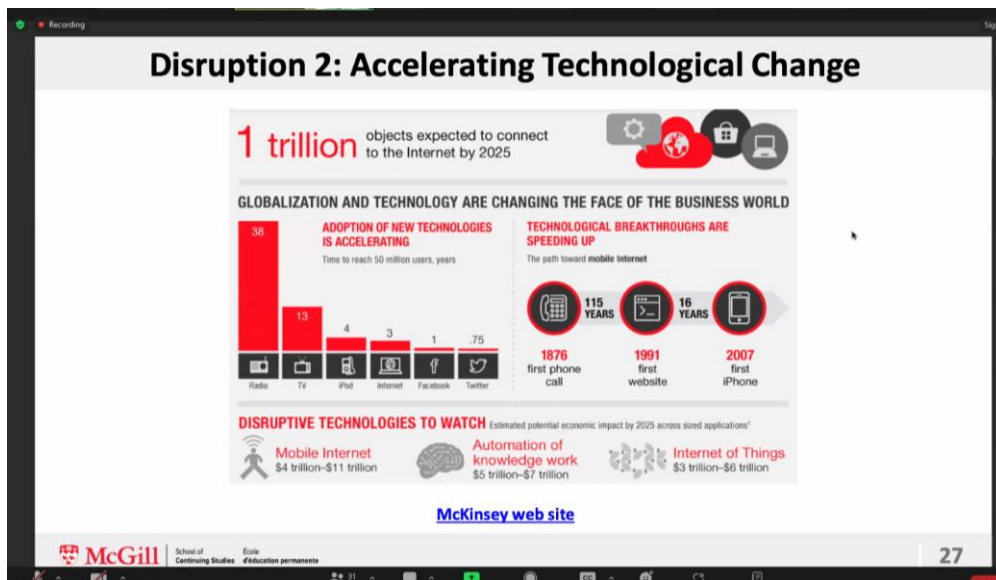 Recording
Disruption 2: Accelerating Technological Change
1 trillion
objects expected to connect
to the Internet by 2025
GLOBALIZATION AND TECHNOLOGY ARE CHANGING THE FACE OF THE BUSINESS WORLD
ADOPTION OF NEW TECHNOLOGIES
IS ACCELERATING
Time to reach 50 million users, years
38
13
4
3
1
.75
Radio
TV
iPod
Internet
Facebook
Twitter
TECHNOLOGICAL BREAKTHROUGHS ARE
SPEEDING UP
The path toward mobile Internet
115
YEARS
16
YEARS
1876
first phone
call
1991
first
website
2007
first
iPhone
DISRUPTIVE TECHNOLOGIES TO WATCH Estimated potential economic impact by 2025 across sized applications¹
Mobile Internet
$4 trillion–$11 trillion
Automation of
knowledge work
$5 trillion–$7 trillion
Internet of Things
$3 trillion–$6 trillion
McKinsey web site
McGill
School of
Continuing Studies
École
d'éducation permanente
27
31